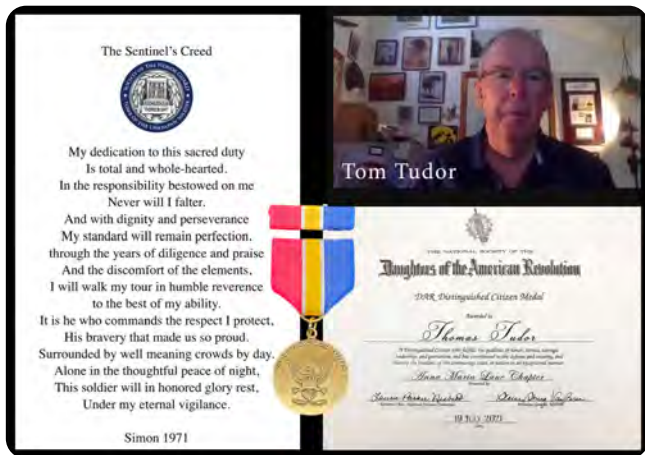 The Sentinel's Creed
My dedication to this sacred duty
Is total and whole-hearted.
In the responsibility bestowed on me
Never will I falter.
And with dignity and perseverance
My standard will remain perfection,
through the years of diligence and praise
And the discomfort of the elements,
I will walk my tour in humble reverence
to the best of my ability.
It is he who commands the respect I protect,
His bravery that made us so proud.
Surrounded by well meaning crowds by day,
Alone in the thoughtful peace of night,
This soldier will in honored glory rest,
Under my eternal vigilance.
Simon 1971
Tom Tudor
THE NATIONAL SOCIETY OF THE
Daughters of the American Revolution
DAR Distinguished Citizen Medal
Awarded to
Thomas Tudor
Anna Maria Lane Chapter